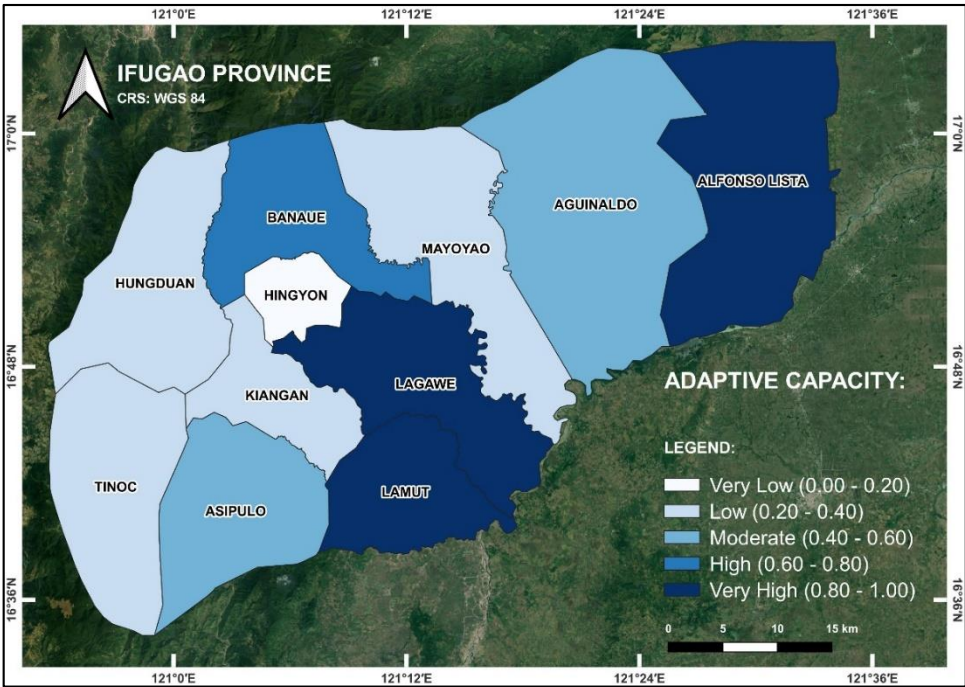 121°0'E 121°12'E 121°24'E 121°36'E
IFUGAO PROVINCE
CRS: WGS 84
17°0'N 17°0'N
ALFONSO LISTA
AGUINALDO
BANAUE
MAYOYAO
HUNGDUAN
HINGYON
16°48'N 16°48'N
LAGAWE
KIANGAN
TINOC
LAMUT
ASIPULO
16°36'N 16°36'N
ADAPTIVE CAPACITY:
LEGEND:
Very Low (0.00 - 0.20)
Low (0.20 - 0.40)
Moderate (0.40 - 0.60)
High (0.60 - 0.80)
Very High (0.80 - 1.00)
0 5 10 15 km
121°0'E 121°12'E 121°24'E 121°36'E